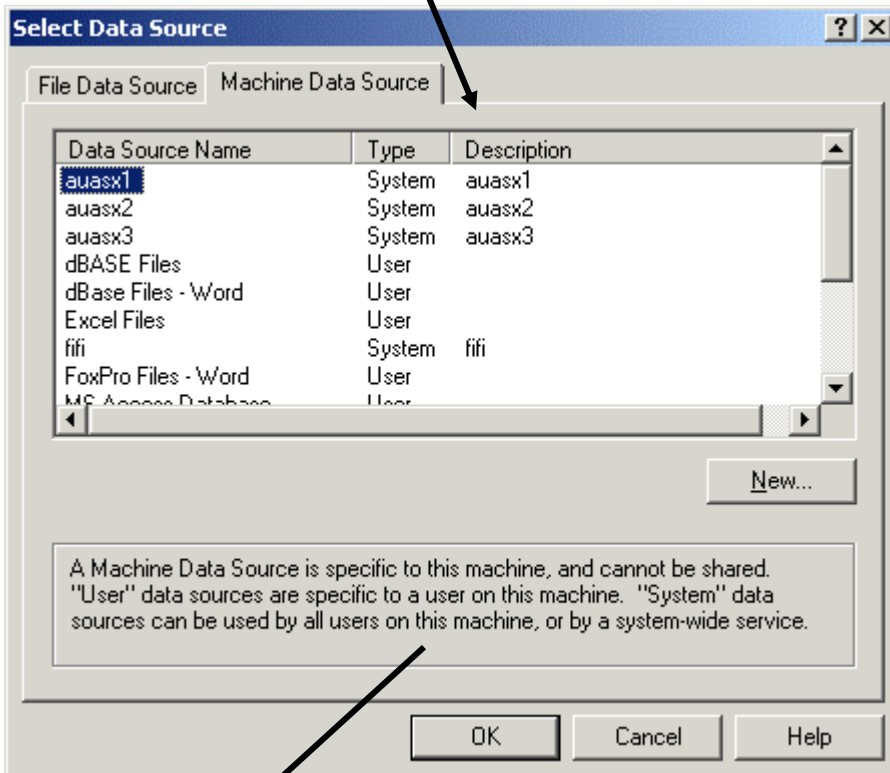 Select Data Source
File Data Source Machine Data Source
Data Source Name Type Description
auasx1 System auasx1
auasx2 System auasx2
auasx3 System auasx3
dBASE Files User
dBase Files - Word User
Excel Files User
fifi System fifi
FoxPro Files - Word User
MS Access Database User
New...
A Machine Data Source is specific to this machine, and cannot be shared.
"User" data sources are specific to a user on this machine. "System" data
sources can be used by all users on this machine, or by a system-wide service.
OK Cancel Help